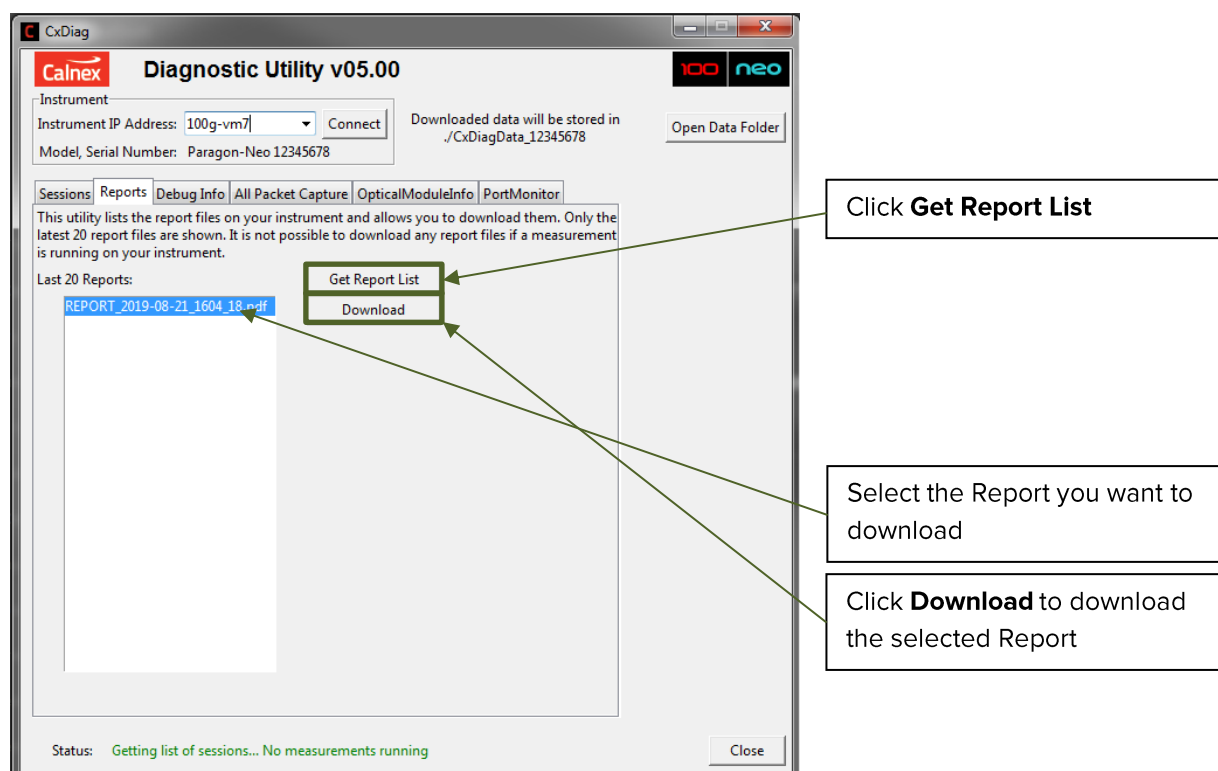 CxDiag
Calnex
Diagnostic Utility v05.00
100 neo
Instrument
Instrument IP Address: 100g-vm7 Connect
Model, Serial Number: Paragon-Neo 12345678
Downloaded data will be stored in
./CxDiagData_12345678
Open Data Folder
Sessions Reports Debug Info All Packet Capture OpticalModuleInfo PortMonitor
This utility lists the report files on your instrument and allows you to download them. Only the
latest 20 report files are shown. It is not possible to download any report files if a measurement
is running on your instrument.
Last 20 Reports:
Get Report List
REPORT_2019-08-21_1604_18.pdf
Download
Status: Getting list of sessions... No measurements running
Close
Click Get Report List
Select the Report you want to
download
Click Download to download
the selected Report